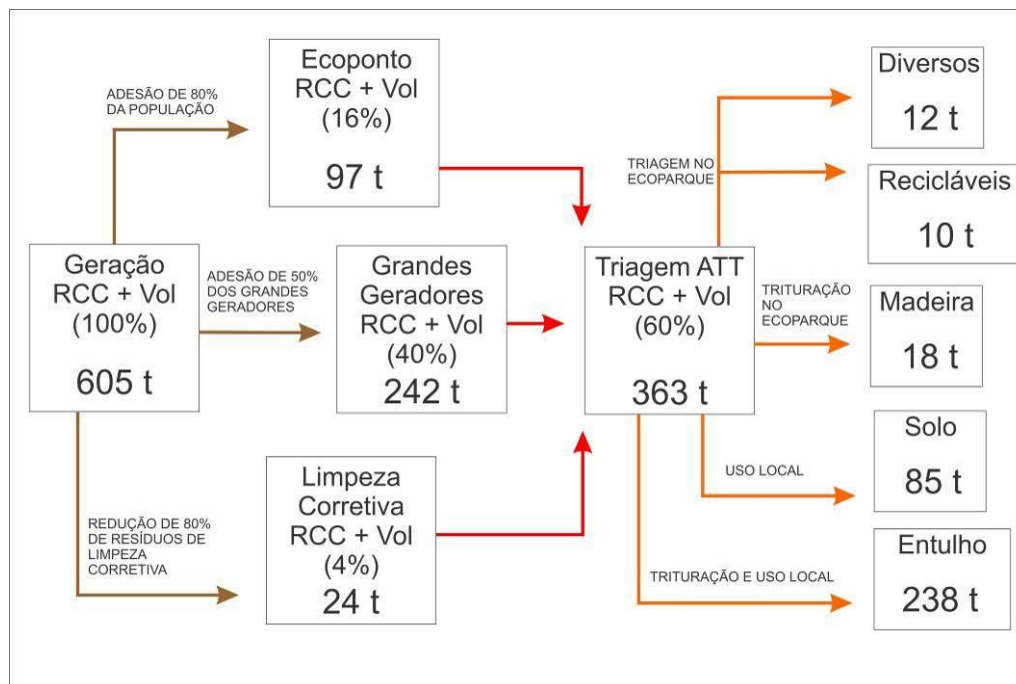 Ecoponto
RCC + Vol
(16%)
97 t
ADESÃO DE 80%
DA POPULAÇÃO
Geração
RCC + Vol
(100%)
605 t
ADESÃO DE 50%
DOS GRANDES
GERADORES
Grandes
Geradores
RCC + Vol
(40%)
242 t
REDUÇÃO DE 80%
DE RESÍDUOS DE
LIMPEZA
CORRETIVA
Limpeza
Corretiva
RCC + Vol
(4%)
24 t
Triagem ATT
RCC + Vol
(60%)
363 t
TRIAGEM NO
ECOPARQUE
Diversos
12 t
Recicláveis
10 t
TRITURAÇÃO
NO
ECOPARQUE
Madeira
18 t
USO LOCAL
Solo
85 t
TRITURAÇÃO E USO LOCAL
Entulho
238 t